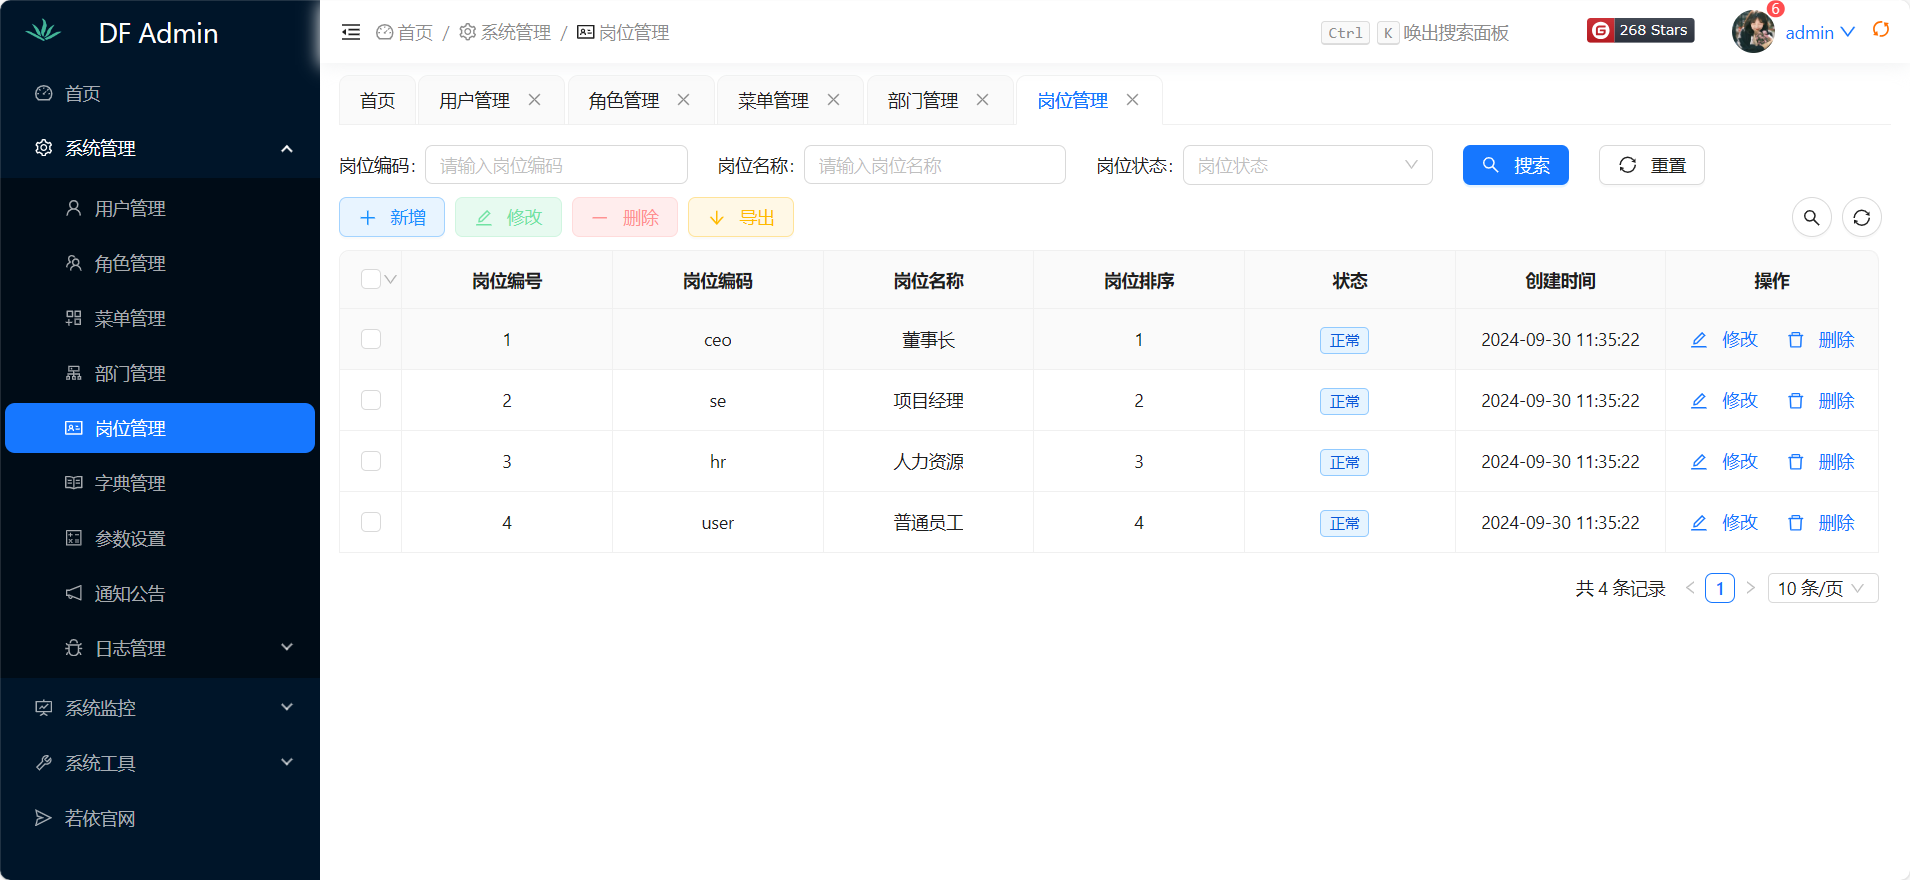 DF Admin
首页
系统管理
用户管理
角色管理
菜单管理
部门管理
岗位管理
字典管理
参数设置
通知公告
日志管理
系统监控
系统工具
若依官网
首页 / 系统管理 / 岗位管理
Ctrl K 唤出搜索面板
G 268 Stars
6
admin
首页 用户管理 角色管理 菜单管理 部门管理 岗位管理
岗位编码: 请输入岗位编码 岗位名称: 请输入岗位名称 岗位状态: 岗位状态 搜索 重置
新增 修改 删除 导出
岗位编号 岗位编码 岗位名称 岗位排序 状态 创建时间 操作
1 ceo 董事长 1 正常 2024-09-30 11:35:22 修改 删除
2 se 项目经理 2 正常 2024-09-30 11:35:22 修改 删除
3 hr 人力资源 3 正常 2024-09-30 11:35:22 修改 删除
4 user 普通员工 4 正常 2024-09-30 11:35:22 修改 删除
共 4 条记录 < 1 > 10 条/页